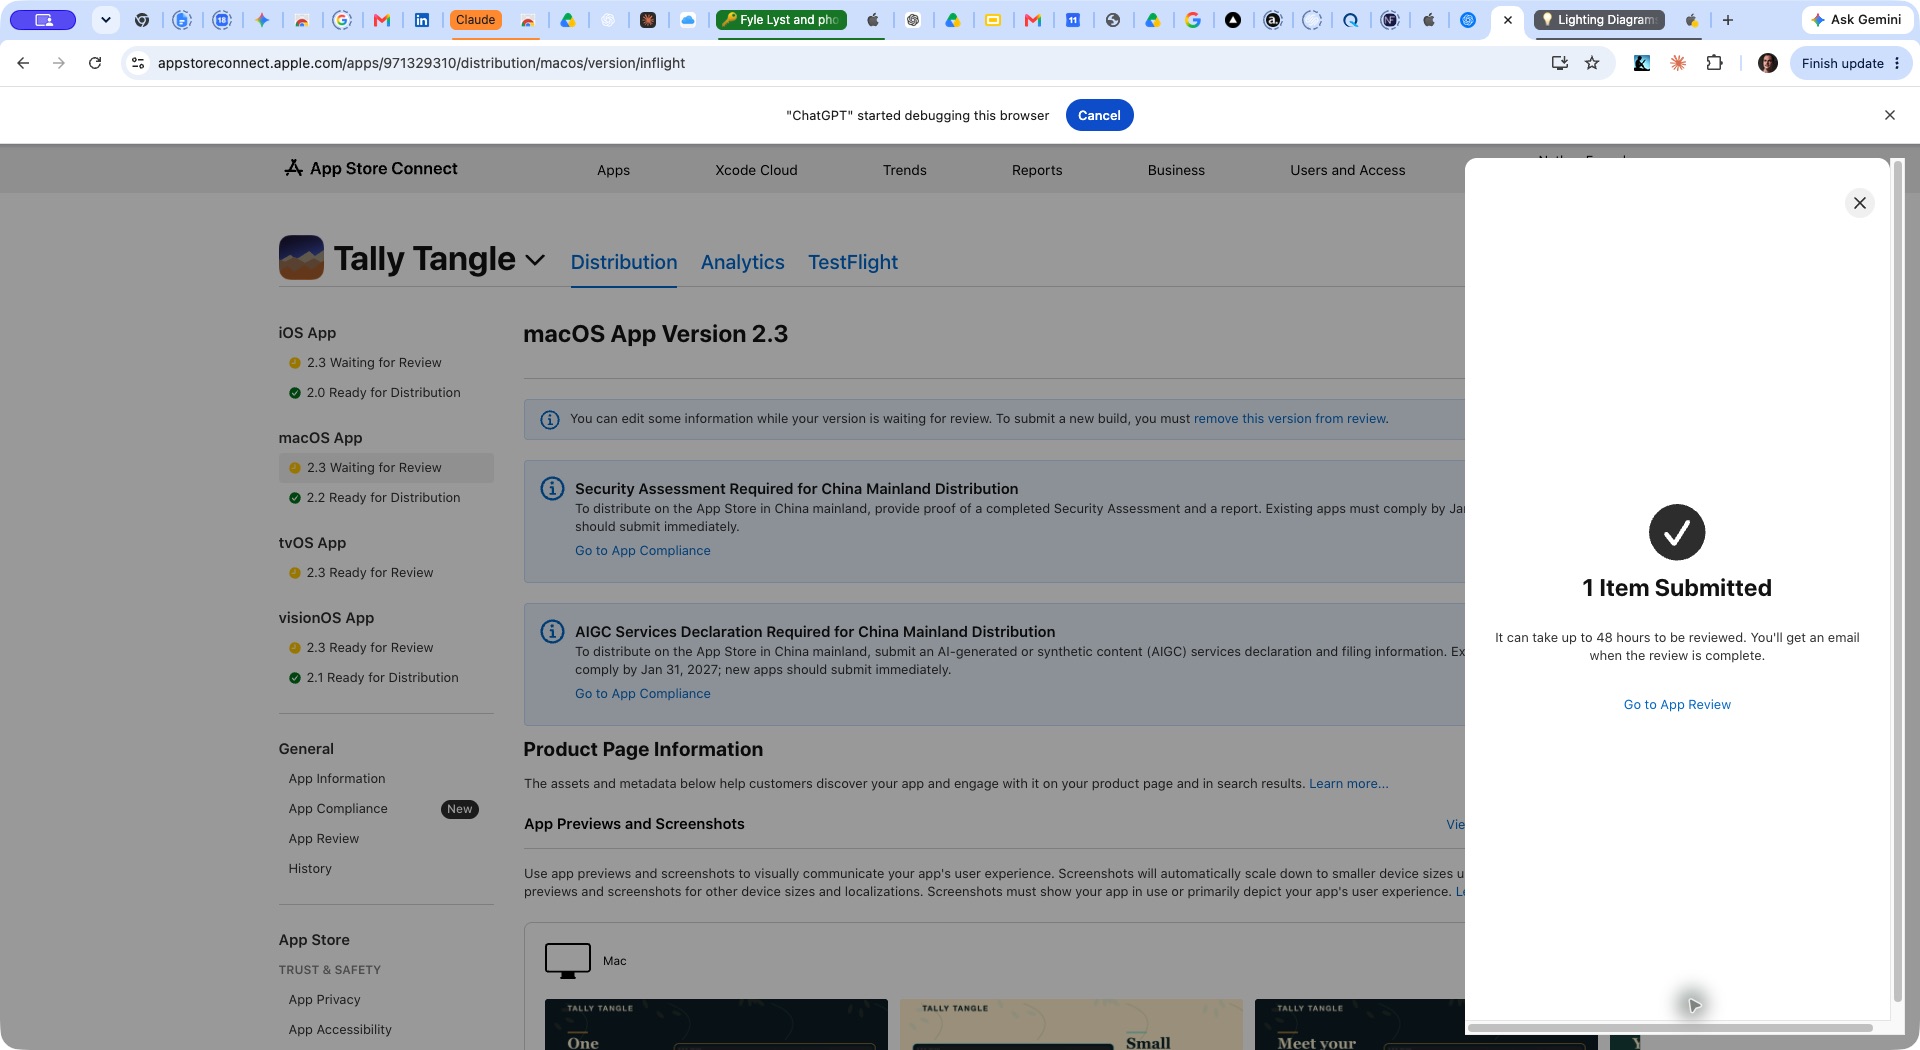 Claude
Fyle Lyst and pho
Lighting Diagram
Ask Gemini
appstoreconnect.apple.com/apps/971329310/distribution/macos/version/inflight
Finish update
"ChatGPT" started debugging this browser
Cancel
App Store Connect
Apps
Xcode Cloud
Trends
Reports
Business
Users and Access
Tally Tangle
Distribution
Analytics
TestFlight
iOS App
2.3 Waiting for Review
2.0 Ready for Distribution
macOS App
2.3 Waiting for Review
2.2 Ready for Distribution
tvOS App
2.3 Ready for Review
visionOS App
2.3 Ready for Review
2.1 Ready for Distribution
General
App Information
App Compliance
New
App Review
History
App Store
TRUST & SAFETY
App Privacy
App Accessibility
macOS App Version 2.3
You can edit some information while your version is waiting for review. To submit a new build, you must remove this version from review.
Security Assessment Required for China Mainland Distribution
To distribute on the App Store in China mainland, provide proof of a completed Security Assessment and a report. Existing apps must comply by Jan
should submit immediately.
Go to App Compliance
AIGC Services Declaration Required for China Mainland Distribution
To distribute on the App Store in China mainland, submit an AI-generated or synthetic content (AIGC) services declaration and filing information. Ex
comply by Jan 31, 2027; new apps should submit immediately.
Go to App Compliance
Product Page Information
The assets and metadata below help customers discover your app and engage with it on your product page and in search results. Learn more...
App Previews and Screenshots
Vie
Use app previews and screenshots to visually communicate your app's user experience. Screenshots will automatically scale down to smaller device sizes u
previews and screenshots for other device sizes and localizations. Screenshots must show your app in use or primarily depict your app's user experience. Le
Mac
TALLY TANGLE
One
TALLY TANGLE
Small
TALLY TANGLE
Meet your
1 Item Submitted
It can take up to 48 hours to be reviewed. You'll get an email
when the review is complete.
Go to App Review